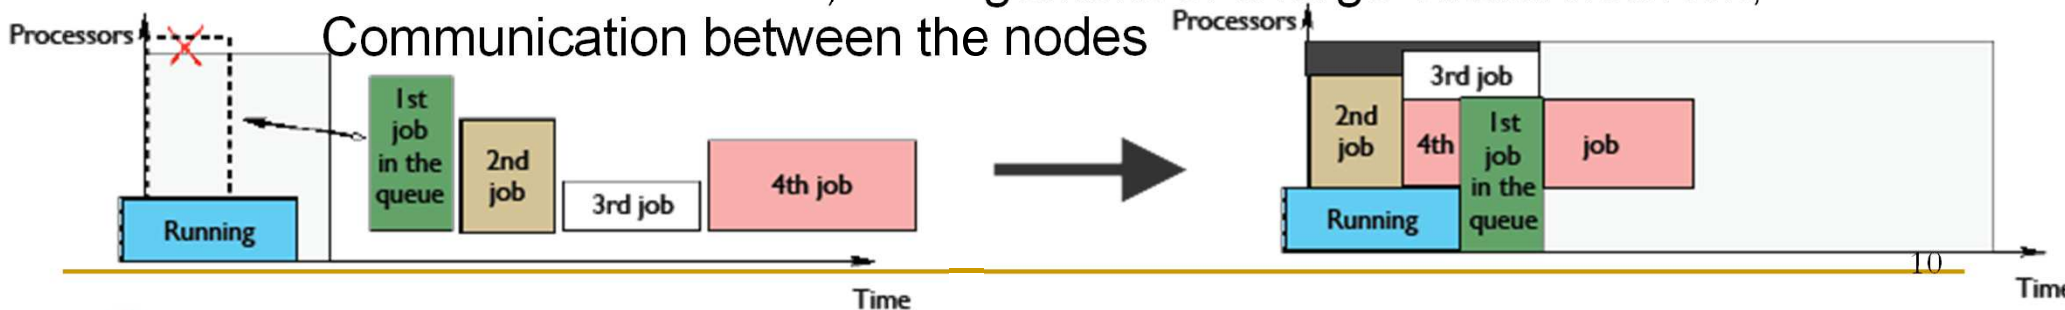 Communication between the nodes
Processors
1st
job
in the
queue
2nd
job
3rd job
4th job
Running
Time
Processors
3rd job
2nd
job
4th
1st
job
in the
queue
job
Running
10
Time